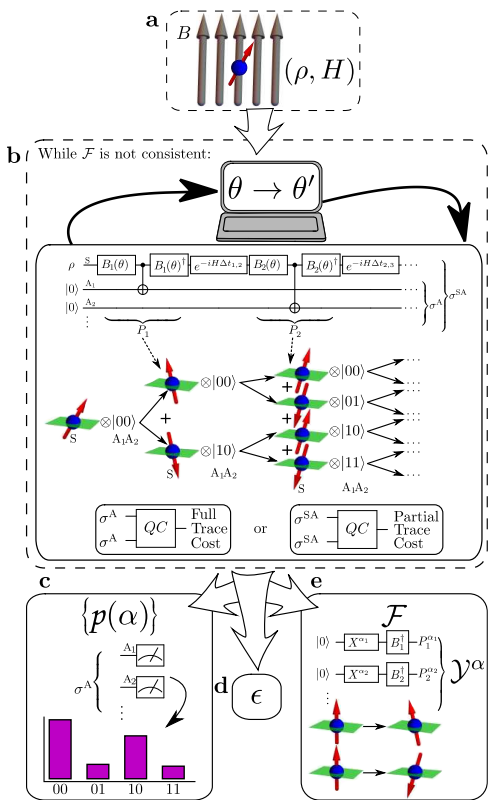 a
B
(ρ, H)
b
While 𝓕 is not consistent:
θ → θ′
ρ S B₁(θ) B₁(θ)† e^{-iHΔt₁,₂} B₂(θ) B₂(θ)† e^{-iHΔt₂,₃} ···
|0⟩ A₁ ···
|0⟩ A₂ ···
⋮
σ^A
σ^SA
P₁ P₂
⊗|00⟩ ⊗|00⟩ ···
+ ···
⊗|00⟩ + ⊗|01⟩ ···
S A₁A₂ + ···
+ ⊗|10⟩ ···
⊗|10⟩ + ⊗|11⟩ ···
S A₁A₂ S A₁A₂ ···
σ^A σ^A QC Full Trace Cost
or
σ^SA σ^SA QC Partial Trace Cost
c
{p(α)}
σ^A
A₁
A₂
⋮
00 01 10 11
d
ϵ
e
𝓕
|0⟩ X^{α₁} B₁† P₁^{α₁}
|0⟩ X^{α₂} B₂† P₂^{α₂}
⋮
𝒴^α